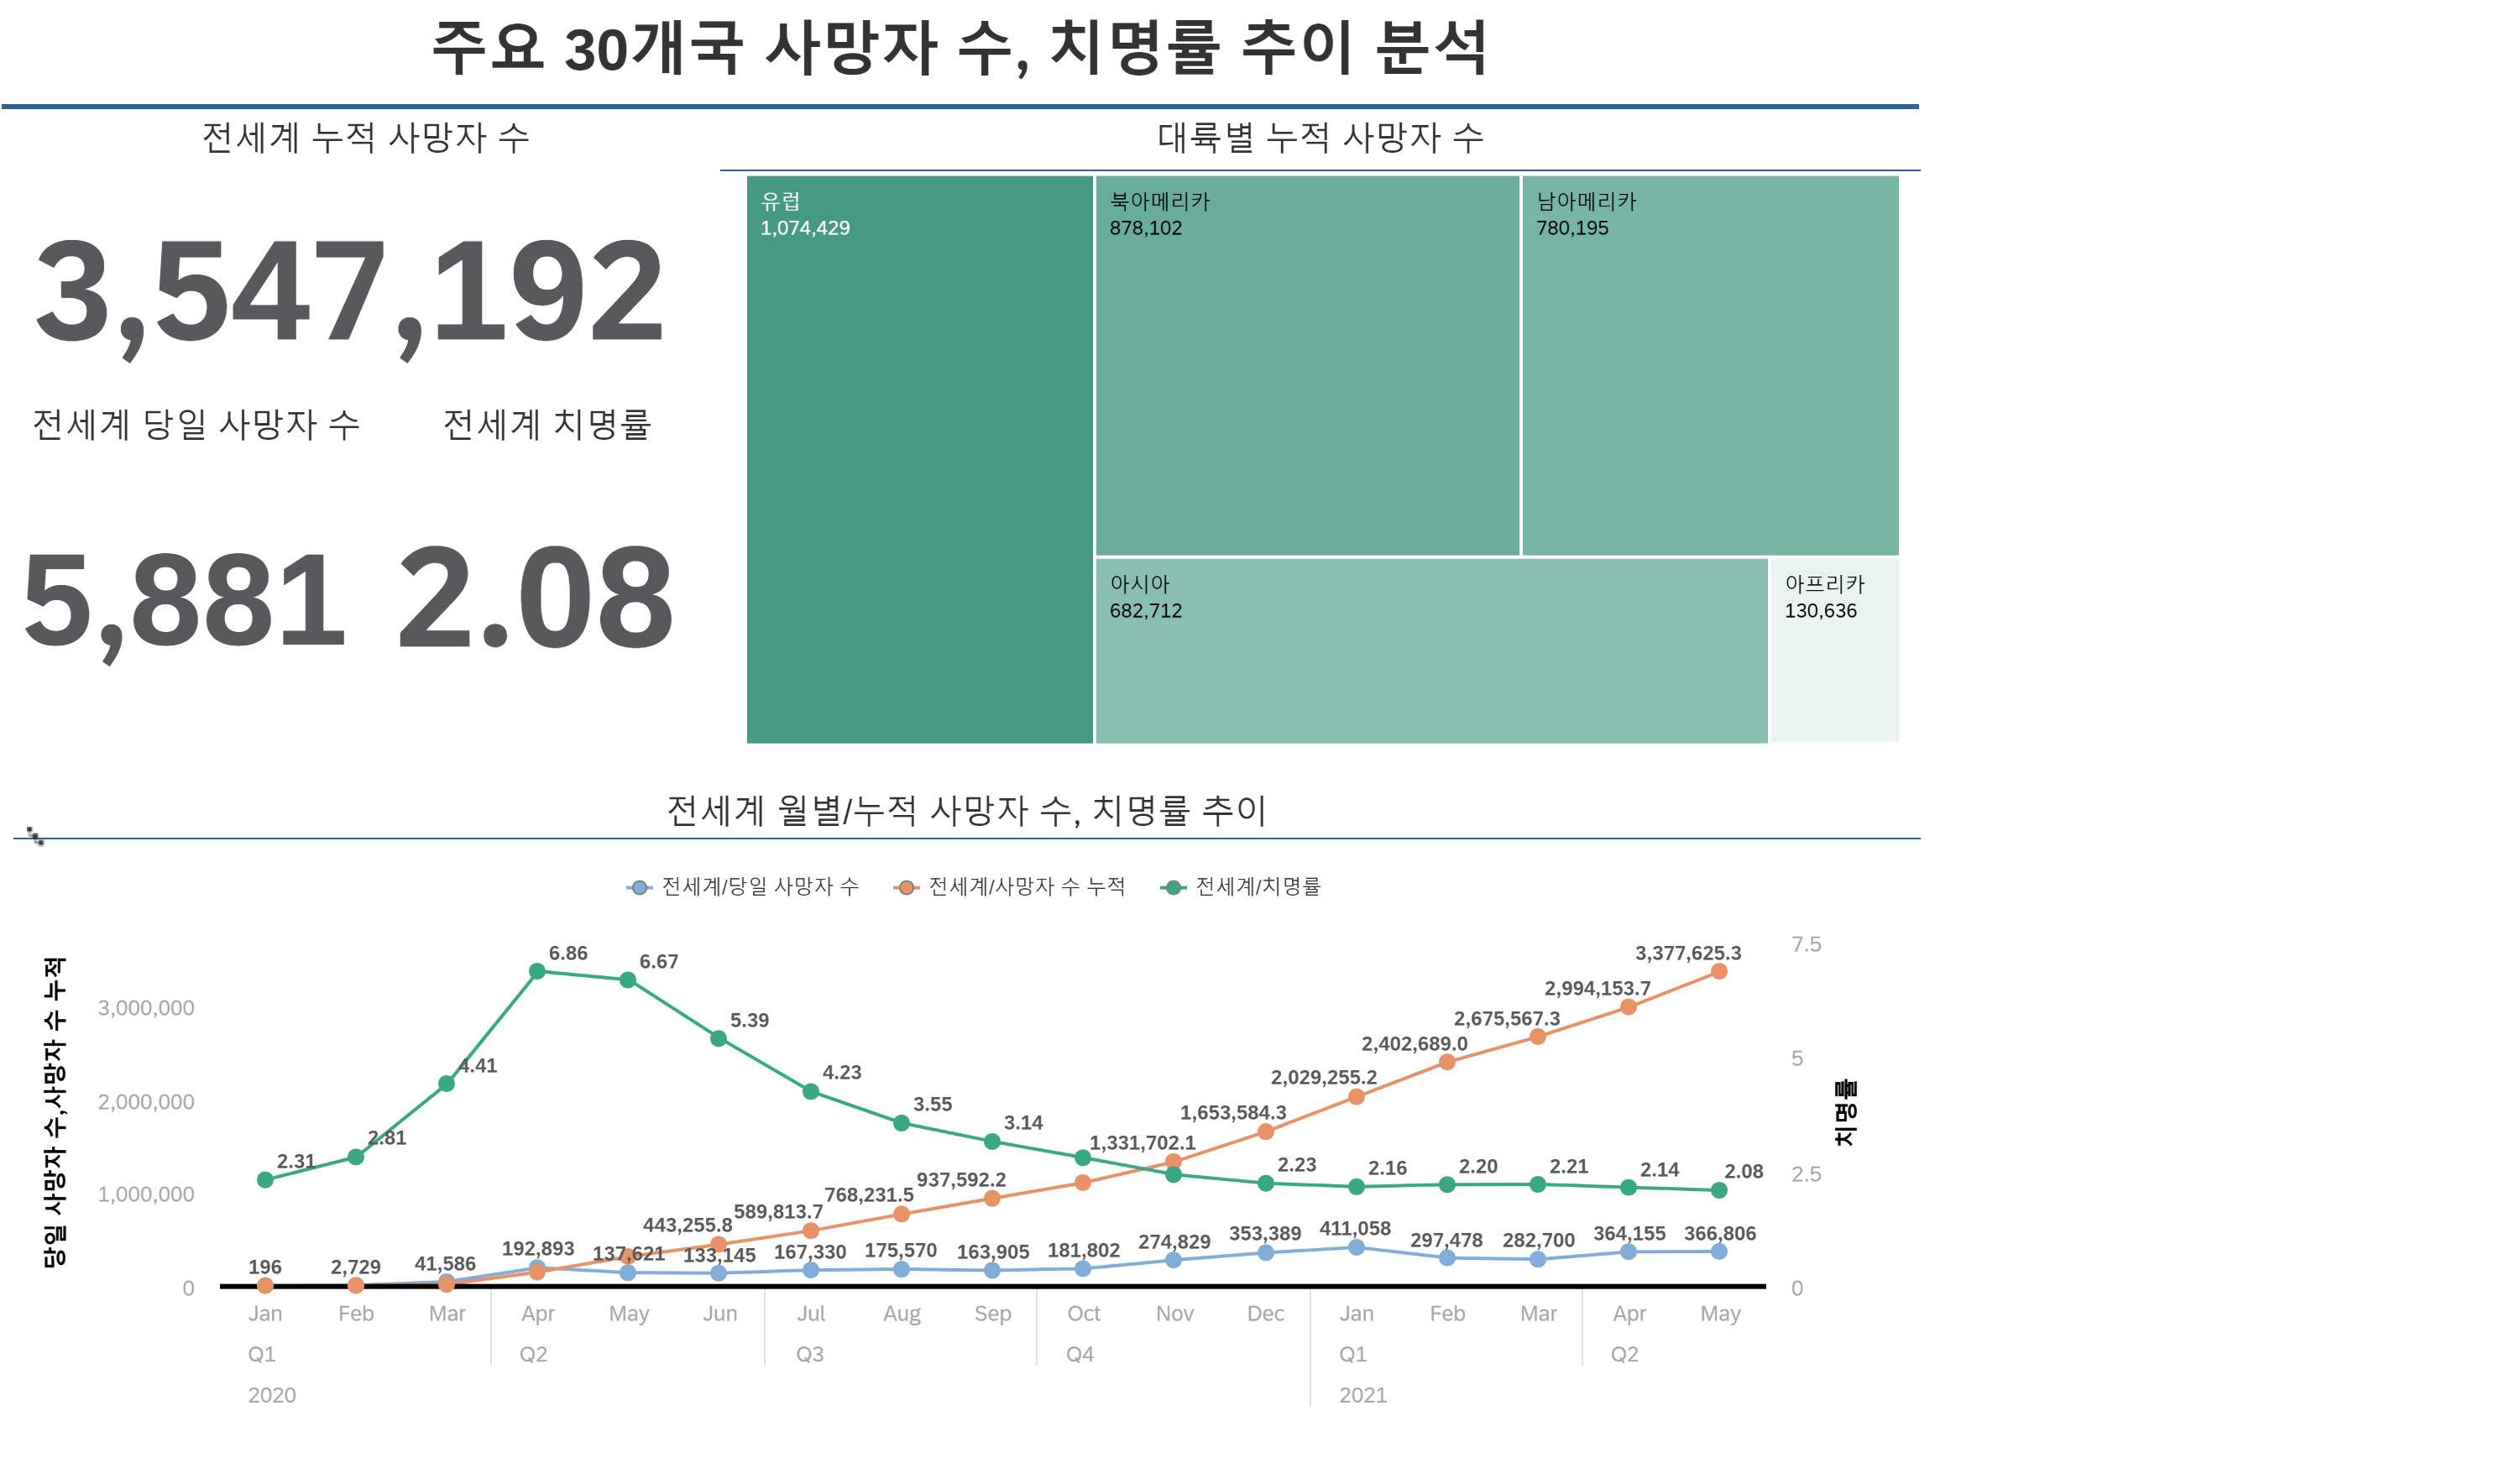 주요 30개국 사망자 수, 치명률 추이 분석
전세계 누적 사망자 수
3,547,192
전세계 당일 사망자 수 전세계 치명률
5,881 2.08
대륙별 누적 사망자 수
유럽
1,074,429
북아메리카
878,102
남아메리카
780,195
아시아
682,712
아프리카
130,636
전세계 월별/누적 사망자 수, 치명률 추이
전세계/당일 사망자 수 전세계/사망자 수 누적 전세계/치명률
당일 사망자 수,사망자 수 누적
3,000,000
2,000,000
1,000,000
0
2.31 2.81 4.41 6.86 6.67 5.39 4.23 3.55 3.14 2.23 2.16 2.20 2.21 2.14 2.08
443,255.8 589,813.7 768,231.5 937,592.2 1,331,702.1 1,653,584.3 2,029,255.2 2,402,689.0 2,675,567.3 2,994,153.7 3,377,625.3
196 2,729 41,586 192,893 137,621 133,145 167,330 175,570 163,905 181,802 274,829 353,389 411,058 297,478 282,700 364,155 366,806
7.5
5
2.5
0
치명률
Jan Feb Mar Apr May Jun Jul Aug Sep Oct Nov Dec Jan Feb Mar Apr May
Q1 Q2 Q3 Q4 Q1 Q2
2020 2021